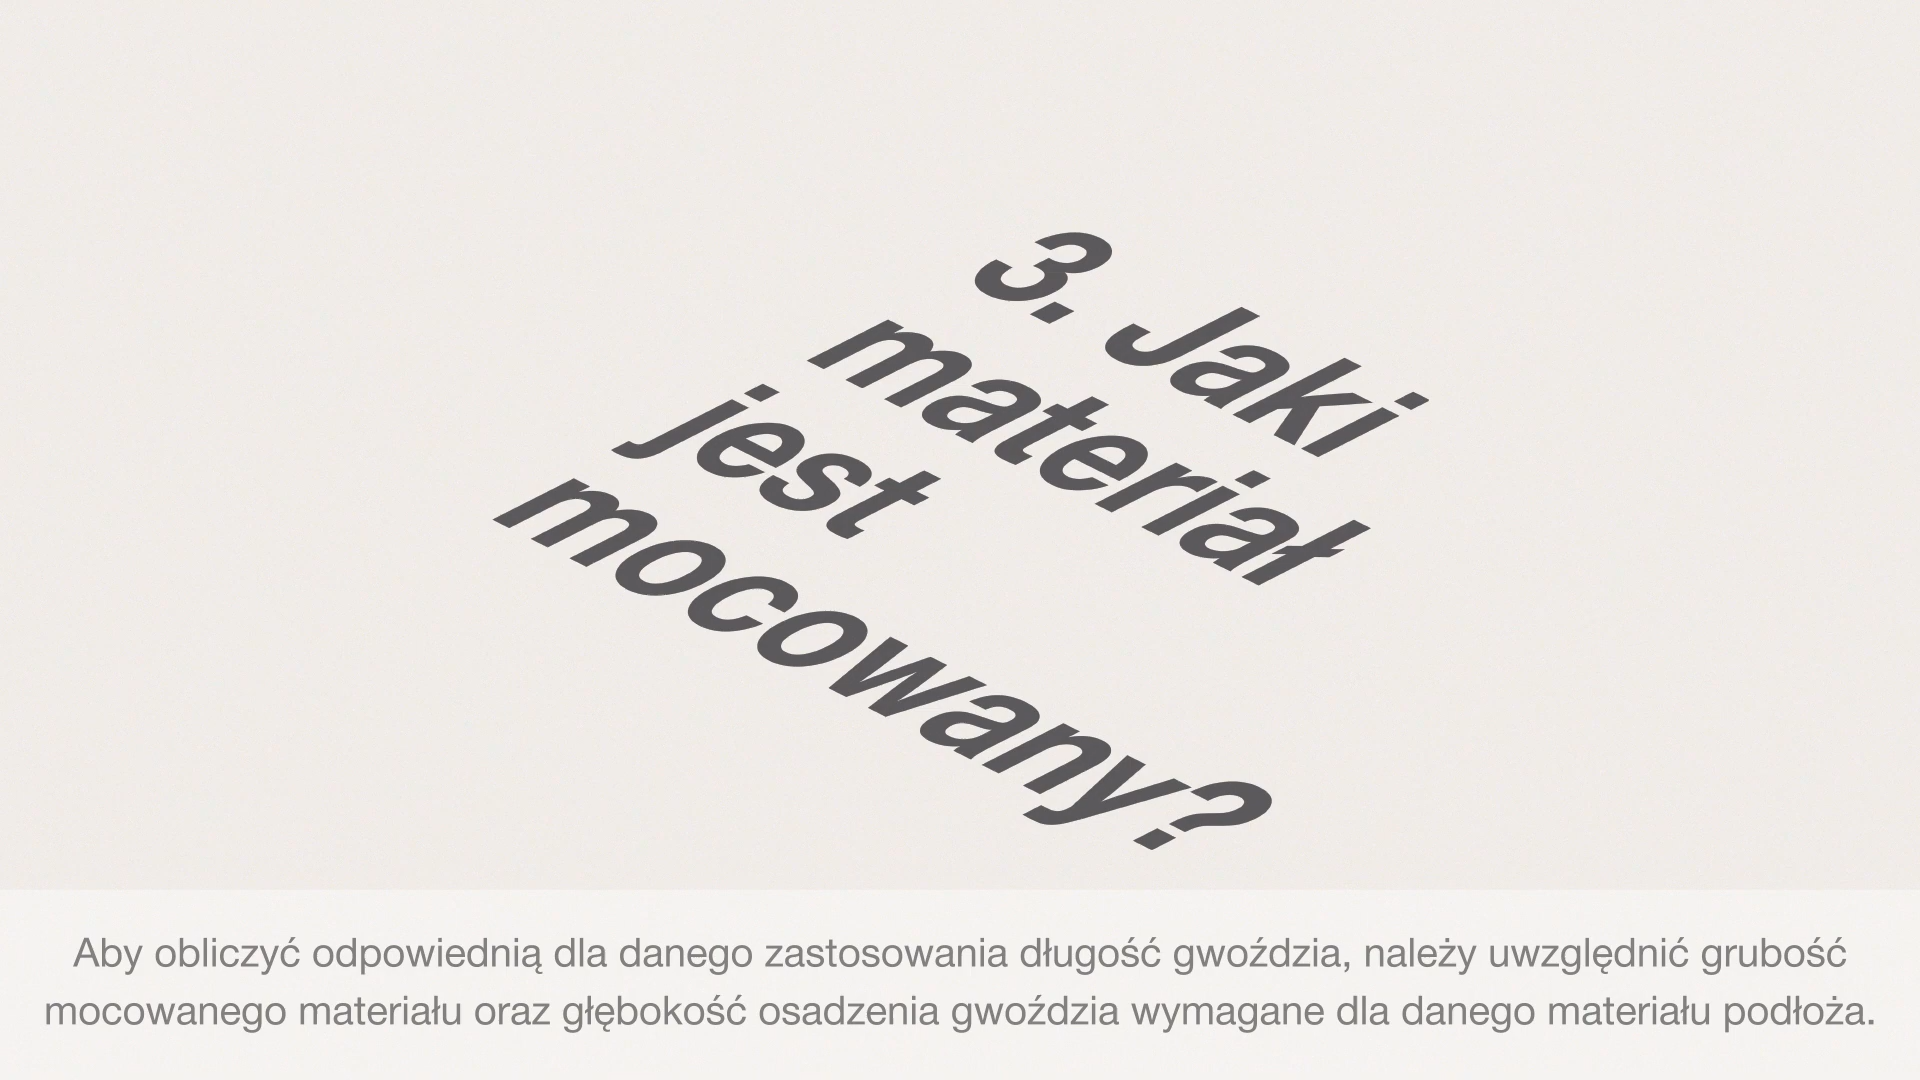 3. Jaki
materiał
jest
mocowany?
Aby obliczyć odpowiednią dla danego zastosowania długość gwoździa, należy uwzględnić grubość
mocowanego materiału oraz głębokość osadzenia gwoździa wymagane dla danego materiału podłoża.